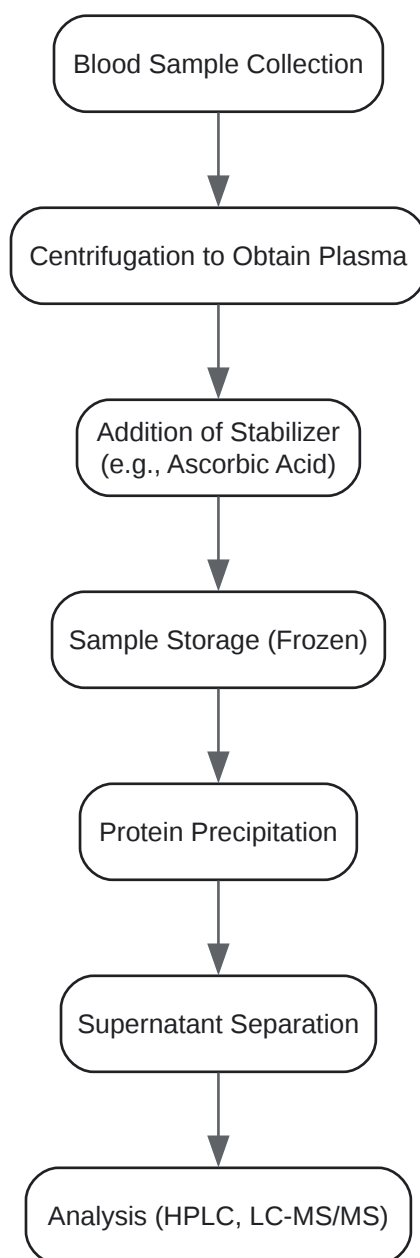 Blood Sample Collection
Centrifugation to Obtain Plasma
Addition of Stabilizer
(e.g., Ascorbic Acid)
Sample Storage (Frozen)
Protein Precipitation
Supernatant Separation
Analysis (HPLC, LC-MS/MS)